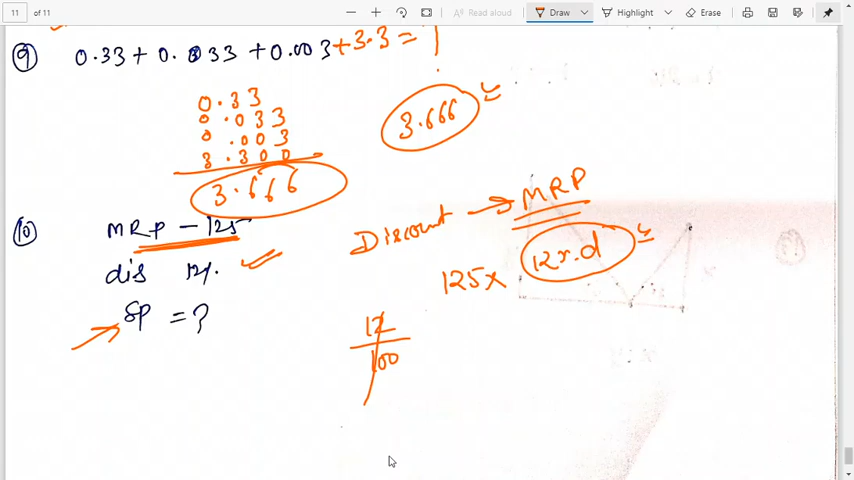 11 of 11 Read aloud Draw Highlight Erase
9 0.33 + 0.033 + 0.003 + 3.3 = ?
0.33
0.033
0.003
3.300
3.666
3.666
10 MRP - 125
dis 12%.
SP = ?
Discount → MRP
125x 12%.d
12
100